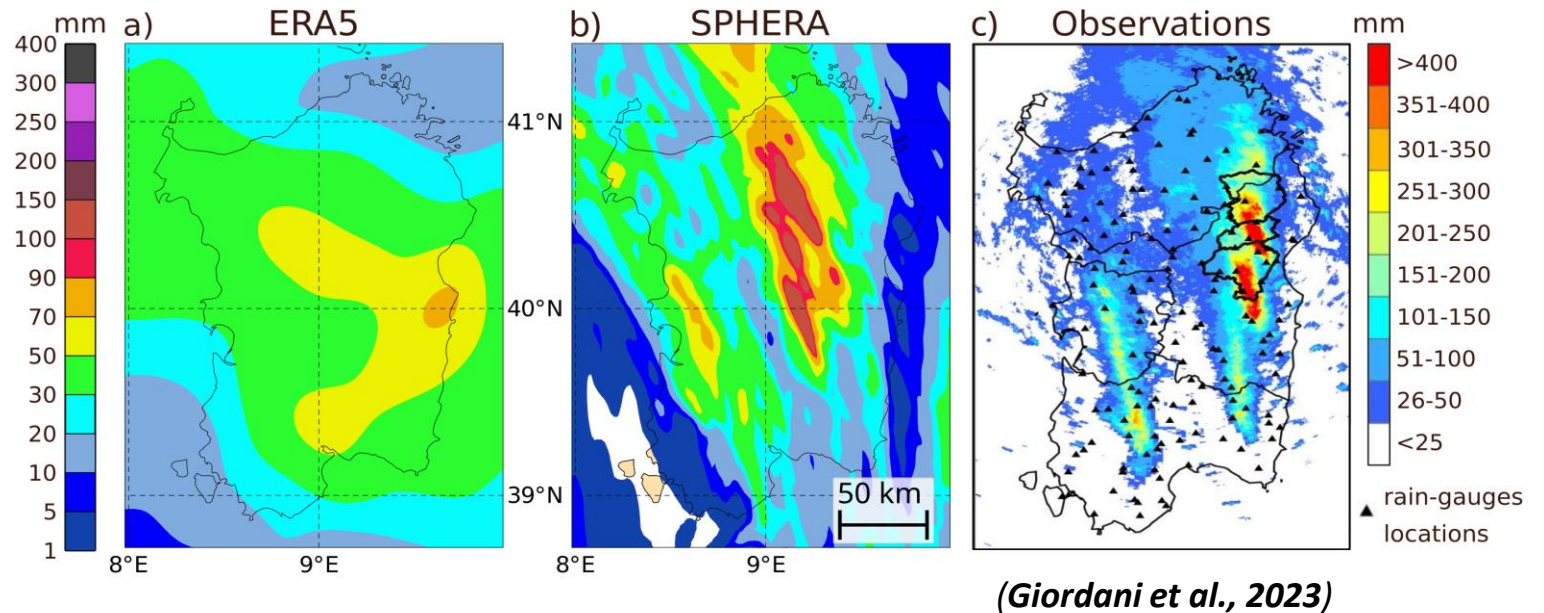 mm a) ERA5 b) SPHERA c) Observations mm
400
300
250
200
150
100
90
70
50
30
20
10
5
1
8°E 9°E
41°N
40°N
39°N
50 km
8°E 9°E
>400
351-400
301-350
251-300
201-250
151-200
101-150
51-100
26-50
<25
rain-gauges
locations
(Giordani et al., 2023)